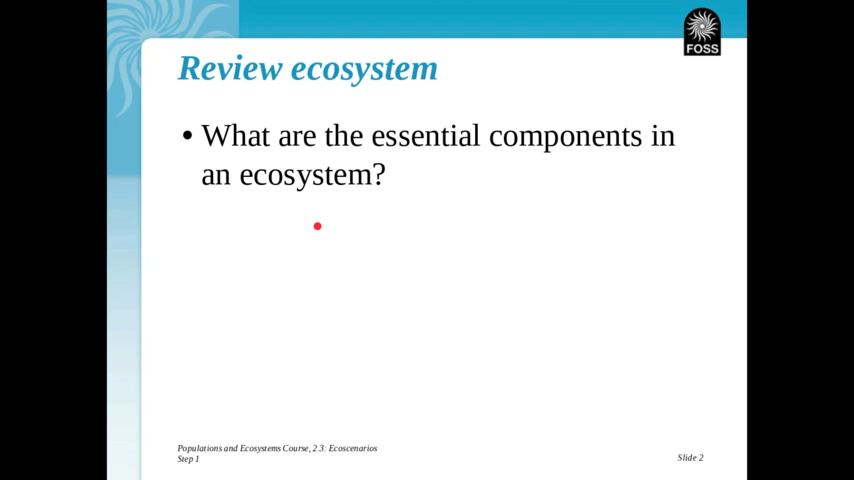 FOSS
Review ecosystem
• What are the essential components in
an ecosystem?
Populations and Ecosystems Course, 2.3: Ecoscenarios
Step 1
Slide 2